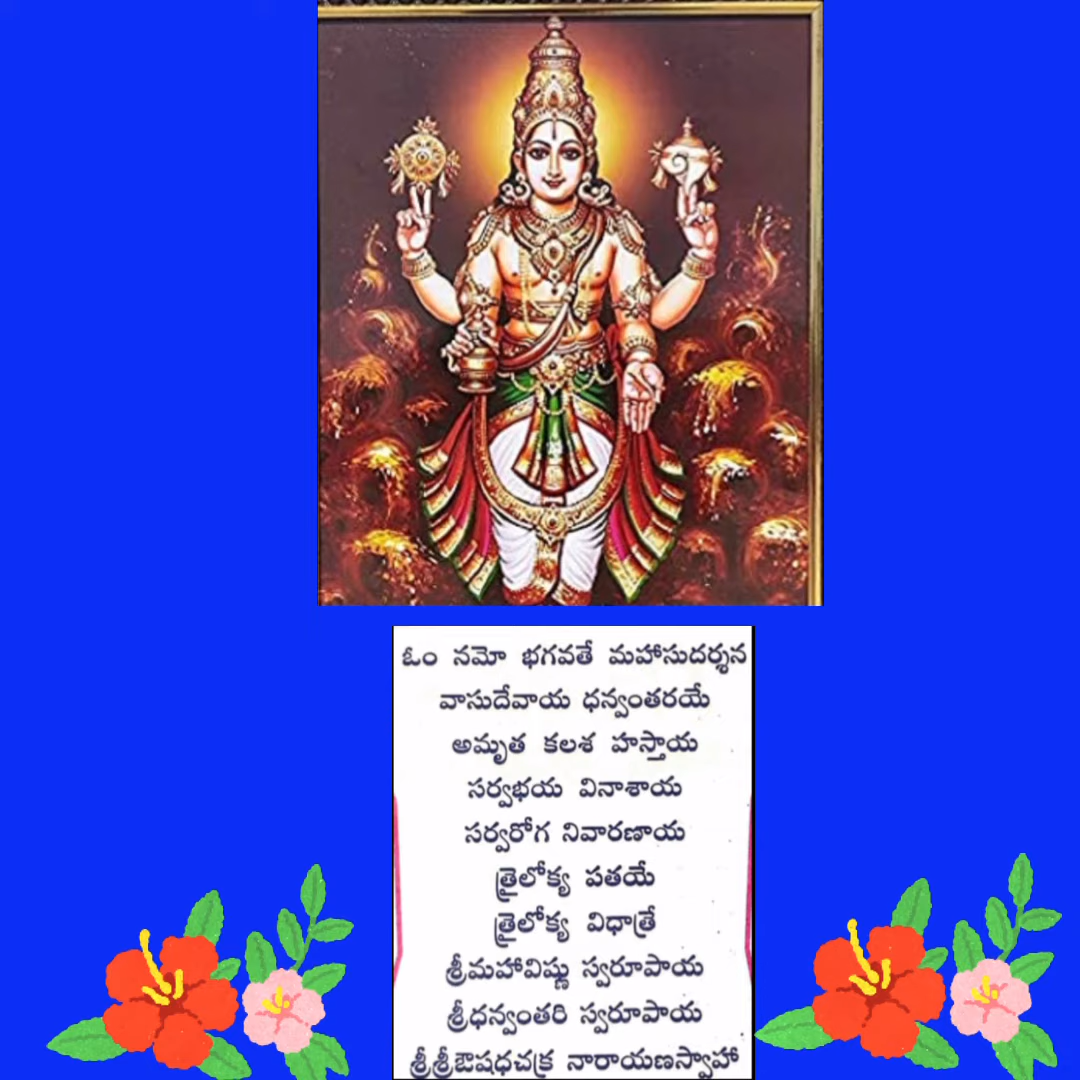 ఓం నమో భగవతే మహాసుదర్శన
వాసుదేవాయ ధన్వంతరయే
అమృత కలశ హస్తాయ
సర్వభయ వినాశాయ
సర్వరోగ నివారణాయ
త్రైలోక్య పతయే
త్రైలోక్య విధాత్రే
శ్రీమహావిష్ణు స్వరూపాయ
శ్రీధన్వంతరి స్వరూపాయ
శ్రీశ్రీఔషధచక్ర నారాయణస్వాహా